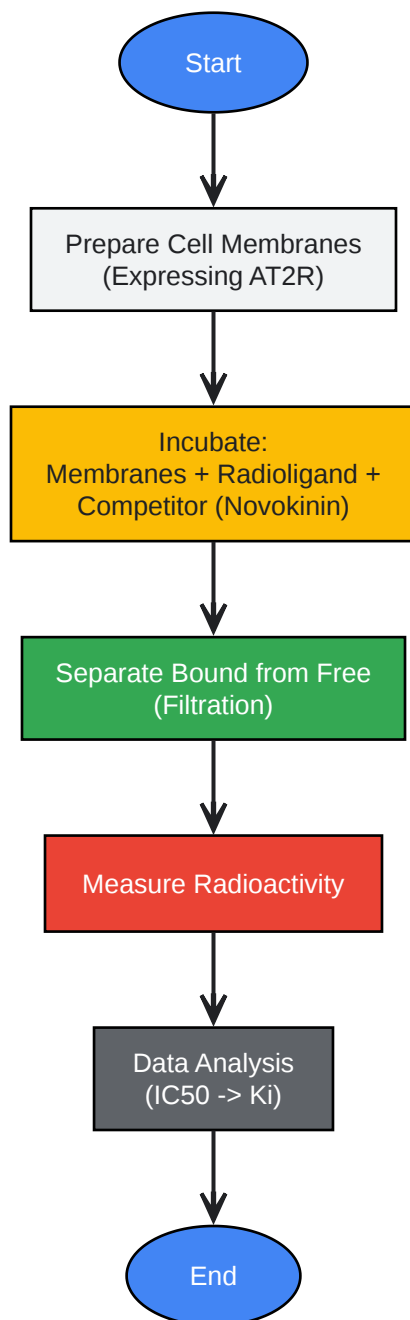 Start
Prepare Cell Membranes
(Expressing AT2R)
Incubate:
Membranes + Radioligand +
Competitor (Novokinin)
Separate Bound from Free
(Filtration)
Measure Radioactivity
Data Analysis
(IC50 -> Ki)
End